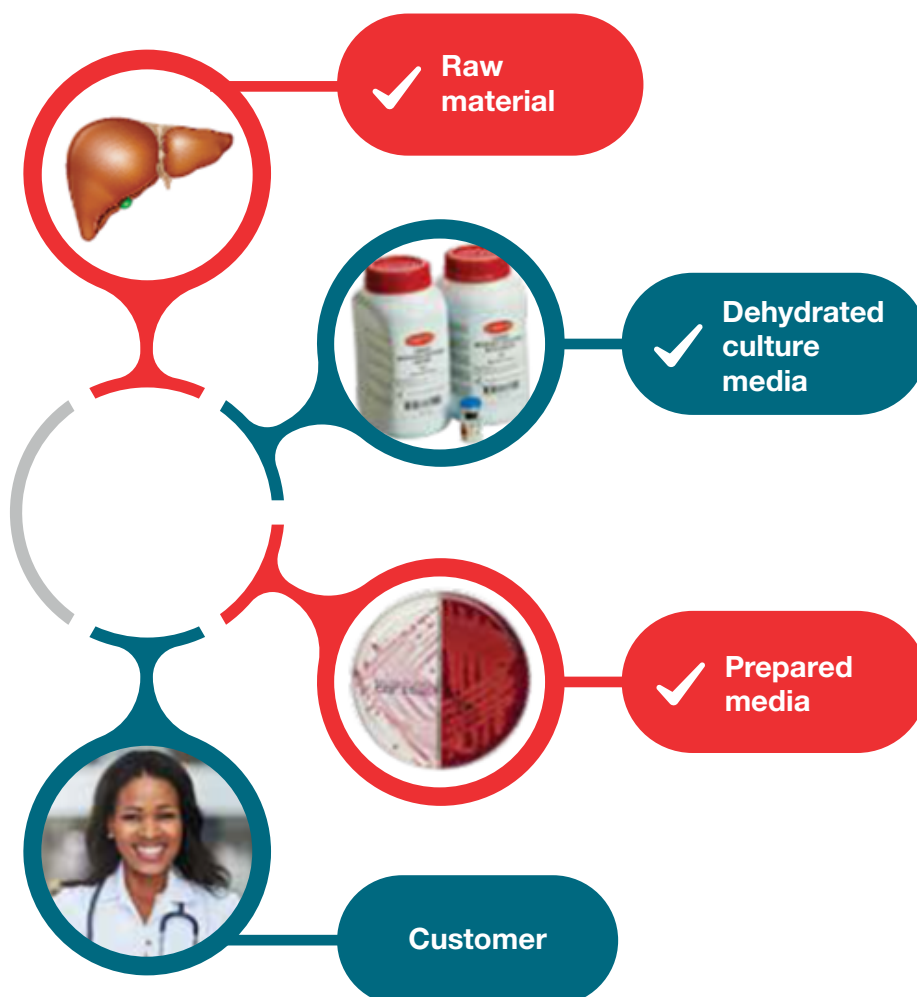 Raw
material
Dehydrated
culture
media
Prepared
media
Customer